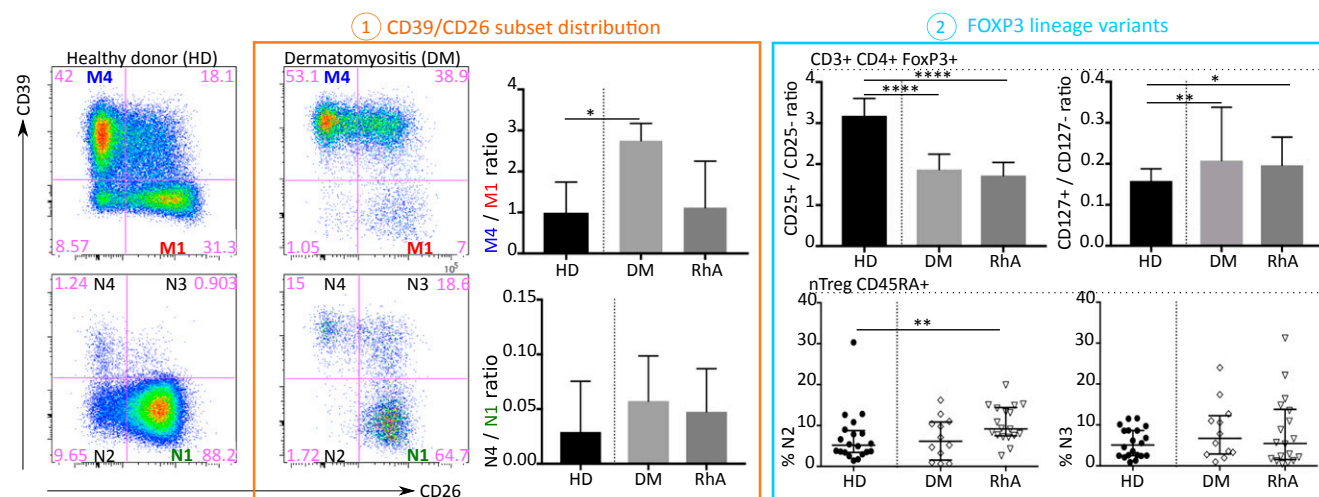 1 CD39/CD26 subset distribution
2 FOXP3 lineage variants
Healthy donor (HD)
Dermatomyositis (DM)
CD3+ CD4+ FoxP3+
CD39
42 M4 18.1
8.57 M1 31.3
53.1 M4 38.9
1.05 M1 7
10⁵
M4 / M1 ratio
4
3
2
1
0
*
HD DM RhA
CD25+ / CD25- ratio
4
3
2
1
0
****
****
HD DM RhA
CD127+ / CD127- ratio
0.4
0.3
0.2
0.1
0.0
*
**
HD DM RhA
1.24 N4 N3 0.903
9.65 N2 N1 88.2
15 N4 N3 18.6
1.72 N2 N1 64.7
CD26
N4 / N1 ratio
0.15
0.10
0.05
0.00
HD DM RhA
nTreg CD45RA+
% N2
40
30
20
10
0
**
HD DM RhA
% N3
40
30
20
10
0
HD DM RhA